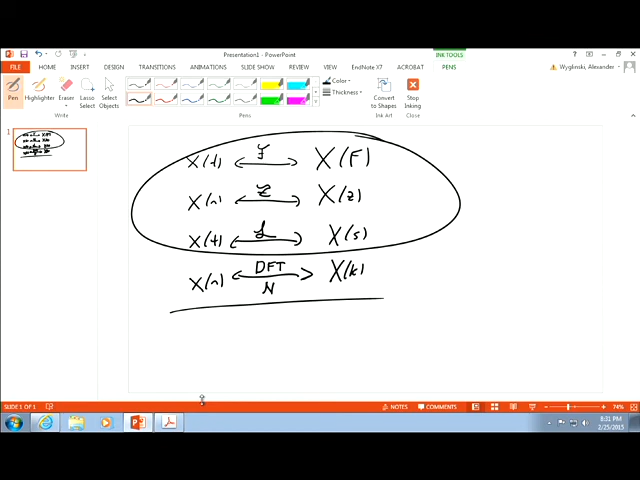 Presentation1 - PowerPoint
INK TOOLS
FILE HOME INSERT DESIGN TRANSITIONS ANIMATIONS SLIDE SHOW REVIEW VIEW EndNote X7 ACROBAT PENS
Wyglinski, Alexander
Pen Highlighter Eraser Lasso Select Select Objects
Color
Thickness
Convert to Shapes
Stop Inking
Write Pens
Close
1
x(t) ⟷ F X(F)
x(n) ⟷ Z X(z)
x(t) ⟷ L X(s)
x(n) ⟷ DFT N X(k)
SLIDE 1 OF 1
NOTES COMMENTS
74%
8:31 PM
2/25/2015